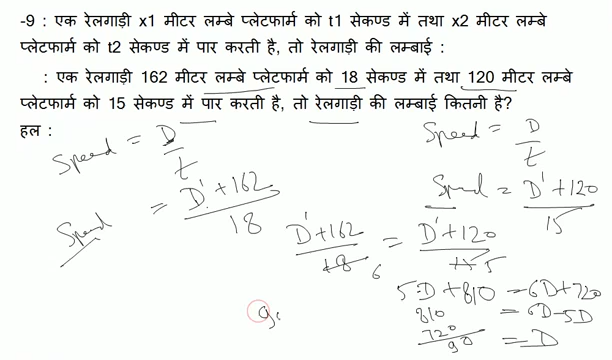 -9 : एक रेलगाड़ी x1 मीटर लम्बे प्लेटफार्म को t1 सेकण्ड में तथा x2 मीटर लम्बे
प्लेटफार्म को t2 सेकण्ड में पार करती है, तो रेलगाड़ी की लम्बाई :
: एक रेलगाड़ी 162 मीटर लम्बे प्लेटफार्म को 18 सेकण्ड में तथा 120 मीटर लम्बे
प्लेटफार्म को 15 सेकण्ड में पार करती है, तो रेलगाड़ी की लम्बाई कितनी है?
हल :
Speed = D/t
Speed = D'+162/18
Speed = D/t
Speed = D'+120/15
D'+162/18 6 = D'+120/15 5
5D+810 = 6D+720
810 = 6D-5D
720
90 = D
9